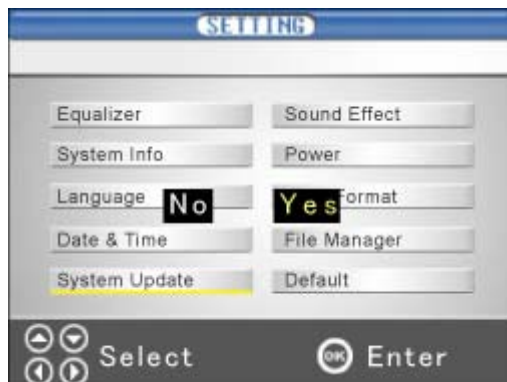 SETTING
Equalizer Sound Effect
System Info Power
Language No Yes Format
Date & Time File Manager
System Update Default
Select OK Enter